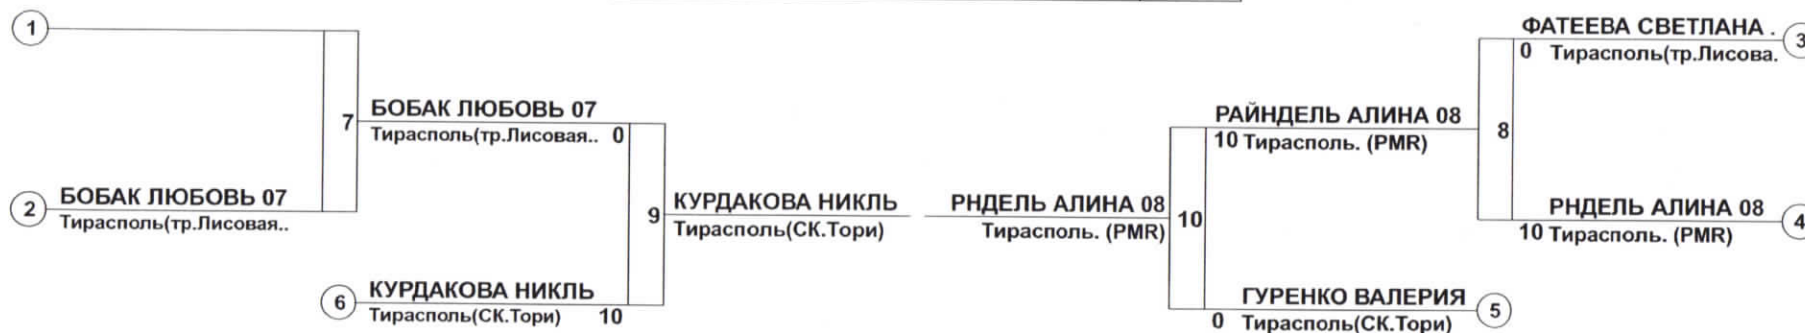 1
7
БОБАК ЛЮБОВЬ 07
Тирасполь(тр.Лисовая.. 0
2
БОБАК ЛЮБОВЬ 07
Тирасполь(тр.Лисовая..
9
КУРДАКОВА НИКЛЬ
Тирасполь(СК.Тори)
6
КУРДАКОВА НИКЛЬ
Тирасполь(СК.Тори) 10
ФАТЕЕВА СВЕТЛАНА .
0 Тирасполь(тр.Лисова.
3
РАЙНДЕЛЬ АЛИНА 08
10 Тирасполь. (PMR)
8
РНДЕЛЬ АЛИНА 08
Тирасполь. (PMR)
10
РНДЕЛЬ АЛИНА 08
10 Тирасполь. (PMR)
4
ГУРЕНКО ВАЛЕРИЯ
0 Тирасполь(СК.Тори)
5